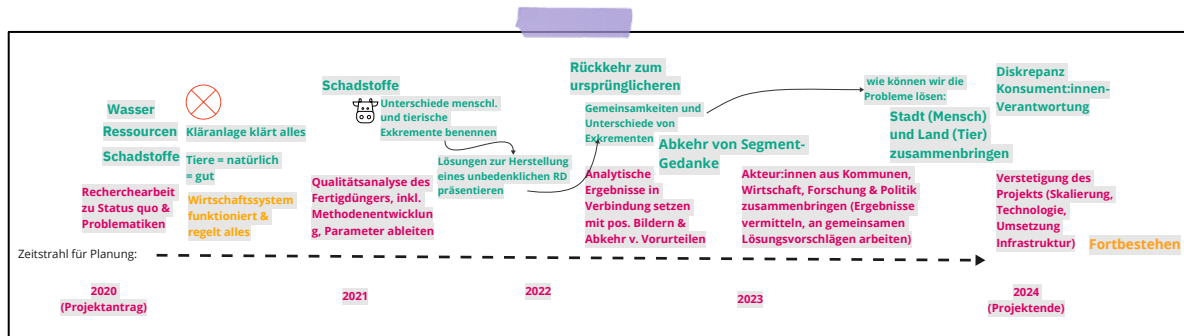 Wasser
Ressourcen
Schadstoffe
Kläranlage klärt alles
Tiere = natürlich
= gut
Recherchearbeit
zu Status quo &
Problematiken
Wirtschaftssystem
funktioniert &
regelt alles
Schadstoffe
Unterschiede menschl.
und tierische
Exkremente benennen
Lösungen zur Herstellung
eines unbedenklichen RD
präsentieren
Qualitätsanalyse des
Fertigdüngers, inkl.
Methodenentwicklun
g, Parameter ableiten
Rückkehr zum
ursprünglicheren
Gemeinsamkeiten und
Unterschiede von
Exkrementen
Abkehr von Segment-
Gedanke
Analytische
Ergebnisse in
Verbindung setzen
mit pos. Bildern &
Abkehr v. Vorurteilen
wie können wir die
Probleme lösen:
Stadt (Mensch)
und Land (Tier)
zusammenbringen
Akteur:innen aus Kommunen,
Wirtschaft, Forschung & Politik
zusammenbringen (Ergebnisse
vermitteln, an gemeinsamen
Lösungsvorschlägen arbeiten)
Diskrepanz
Konsument:innen-
Verantwortung
Verstetigung des
Projekts (Skalierung,
Technologie,
Umsetzung
Infrastruktur)
Fortbestehen
Zeitstrahl für Planung:
2020
(Projektantrag)
2021
2022
2023
2024
(Projektende)